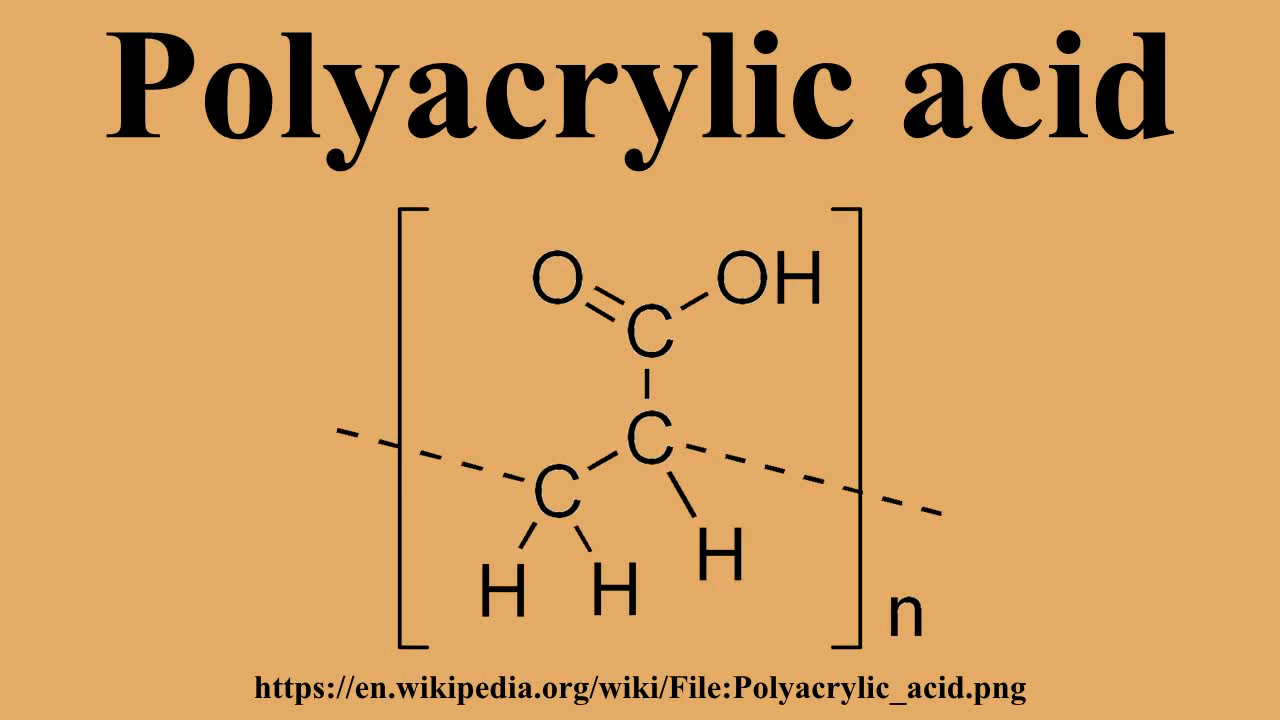 Polyacrylic acid
O OH
C
C
C
H
H H
n
https://en.wikipedia.org/wiki/File:Polyacrylic_acid.png